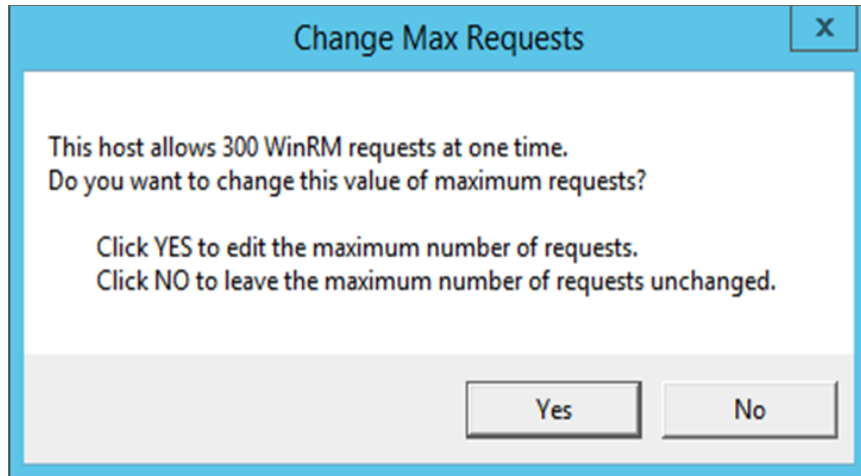 Change Max Requests
x
This host allows 300 WinRM requests at one time.
Do you want to change this value of maximum requests?
Click YES to edit the maximum number of requests.
Click NO to leave the maximum number of requests unchanged.
Yes No